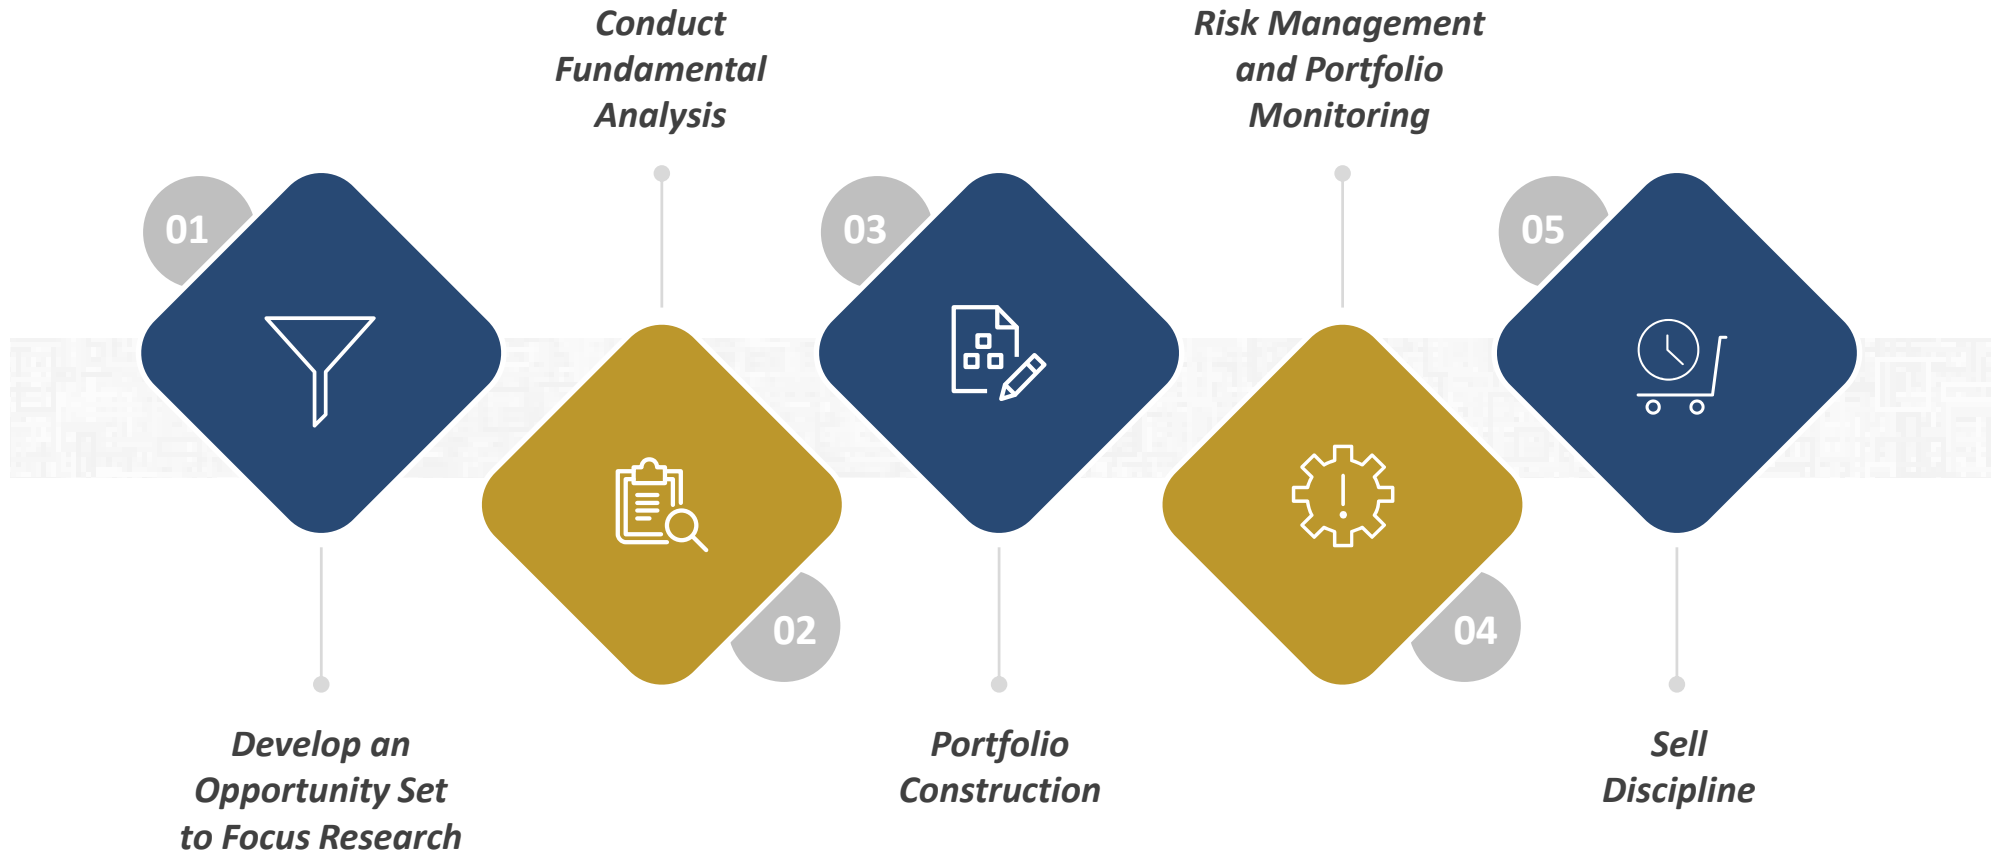 01
Develop an
Opportunity Set
to Focus Research
Conduct
Fundamental
Analysis
02
03
Portfolio
Construction
Risk Management
and Portfolio
Monitoring
04
05
Sell
Discipline